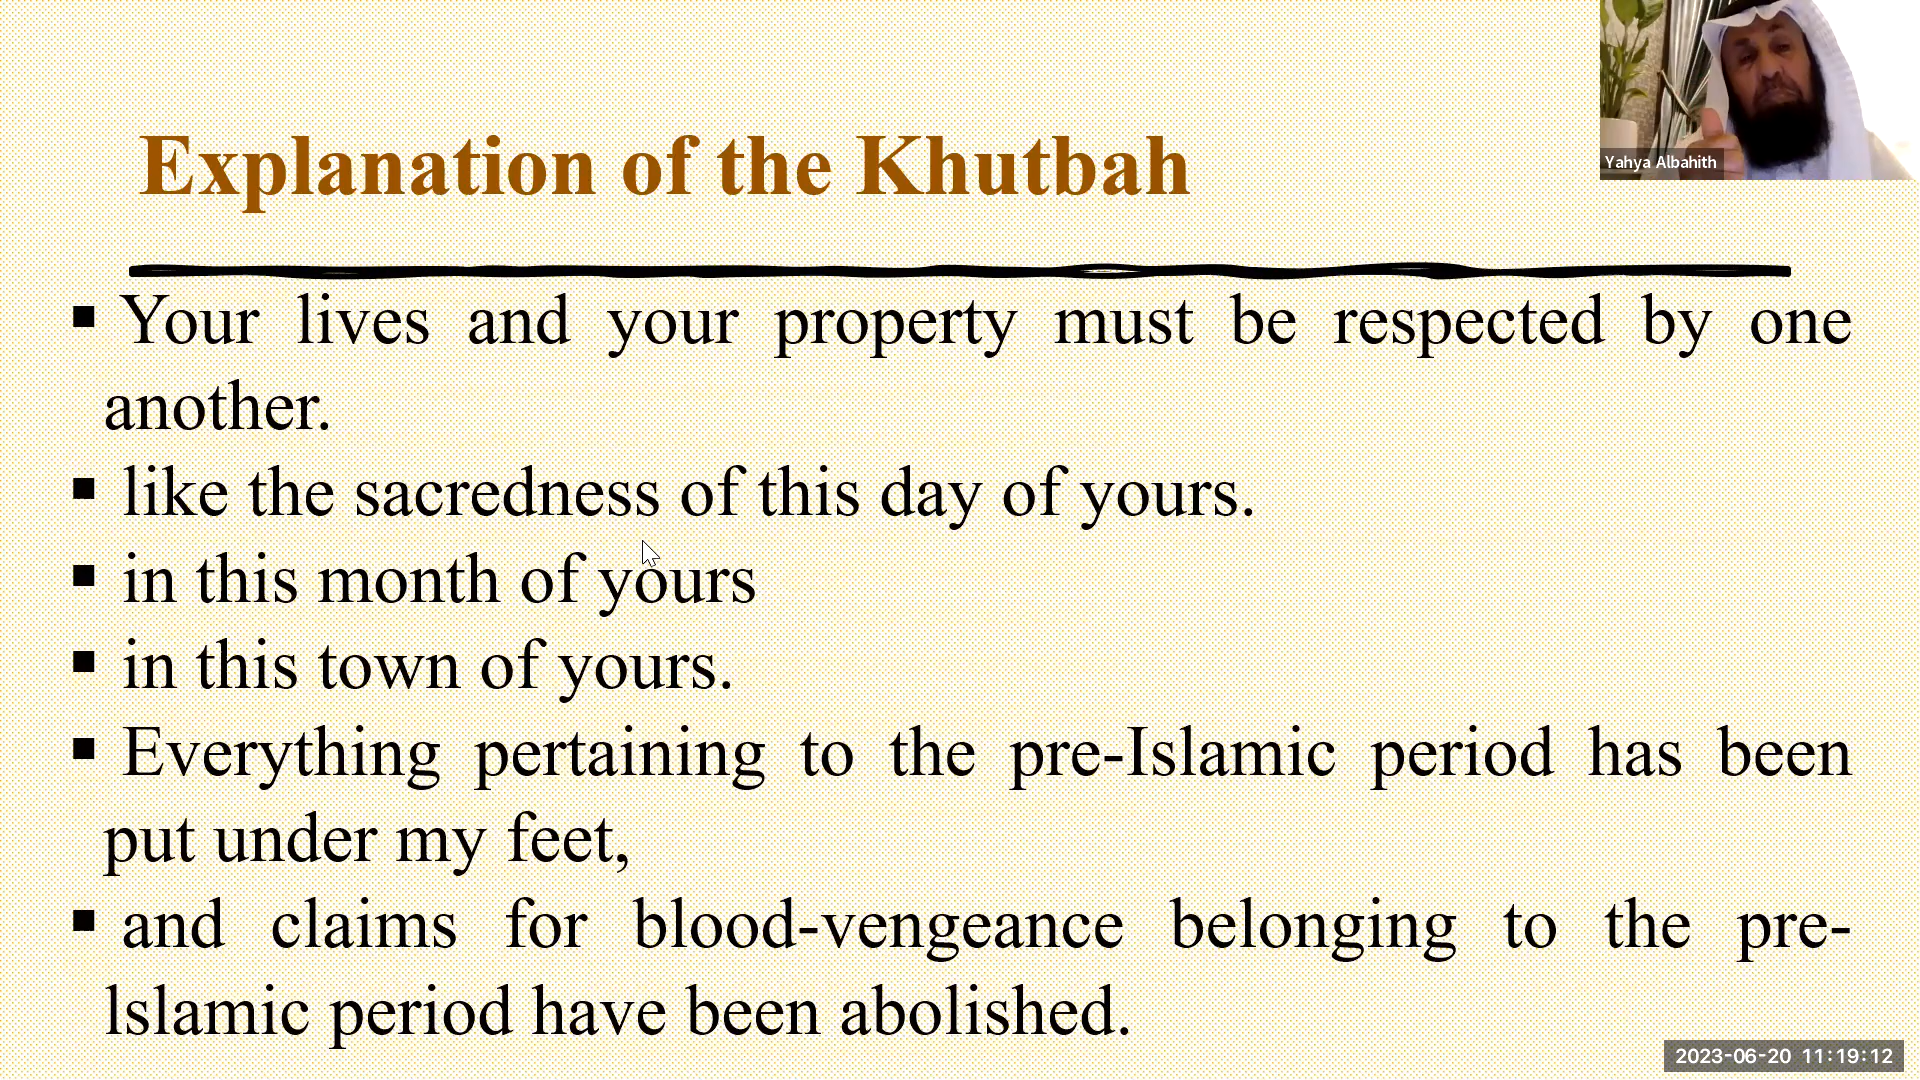 Explanation of the Khutbah
Yahya Albahith
▪ Your lives and your property must be respected by one
another.
▪ like the sacredness of this day of yours.
▪ in this month of yours
▪ in this town of yours.
▪ Everything pertaining to the pre-Islamic period has been
put under my feet,
▪ and claims for blood-vengeance belonging to the pre-
lslamic period have been abolished.
2023-06-20 11:19:12